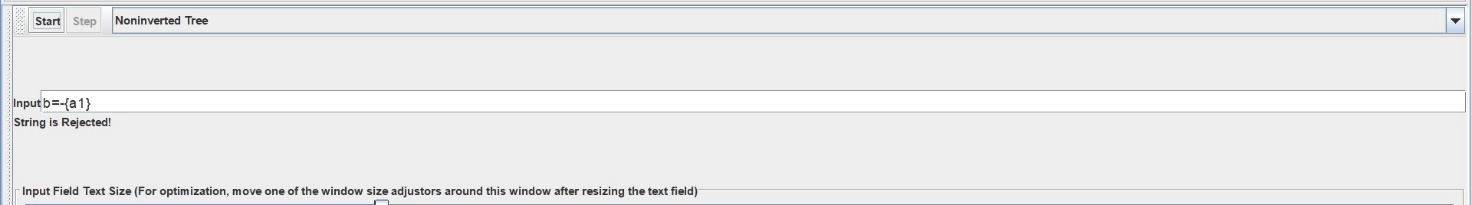 Start Step Noninverted Tree
Input b=-{a1}
String is Rejected!
Input Field Text Size (For optimization, move one of the window size adjustors around this window after resizing the text field)